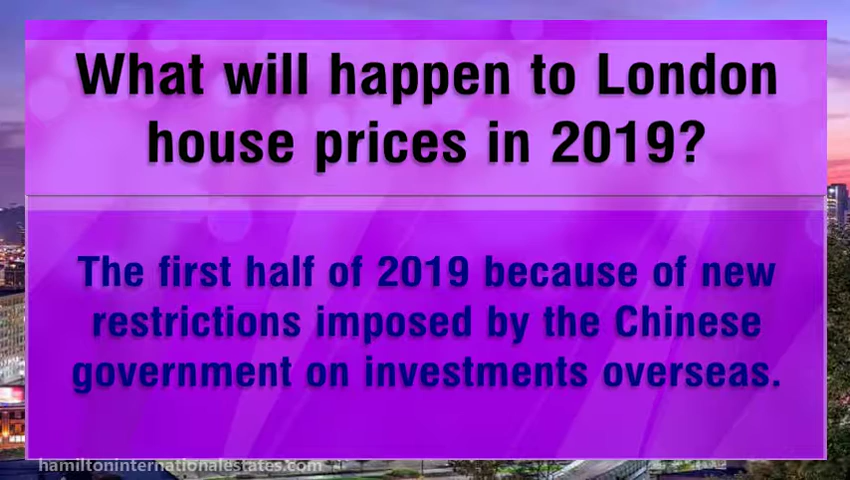 What will happen to London
house prices in 2019?
The first half of 2019 because of new
restrictions imposed by the Chinese
government on investments overseas.
hamiltoninternationalestates.com